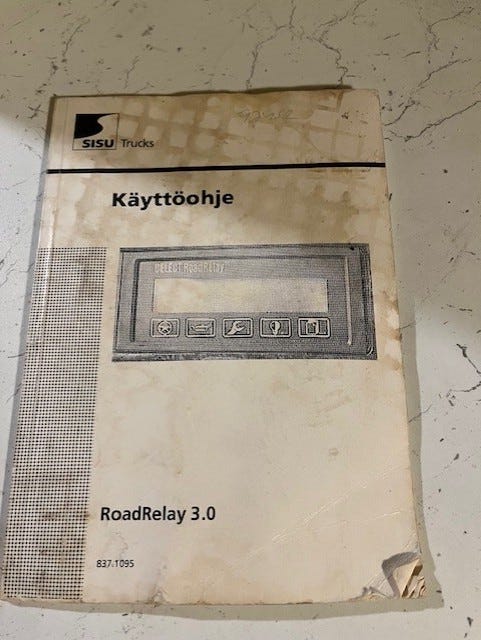 SISU Trucks
Käyttöohje
RoadRelay 3.0
837.1095